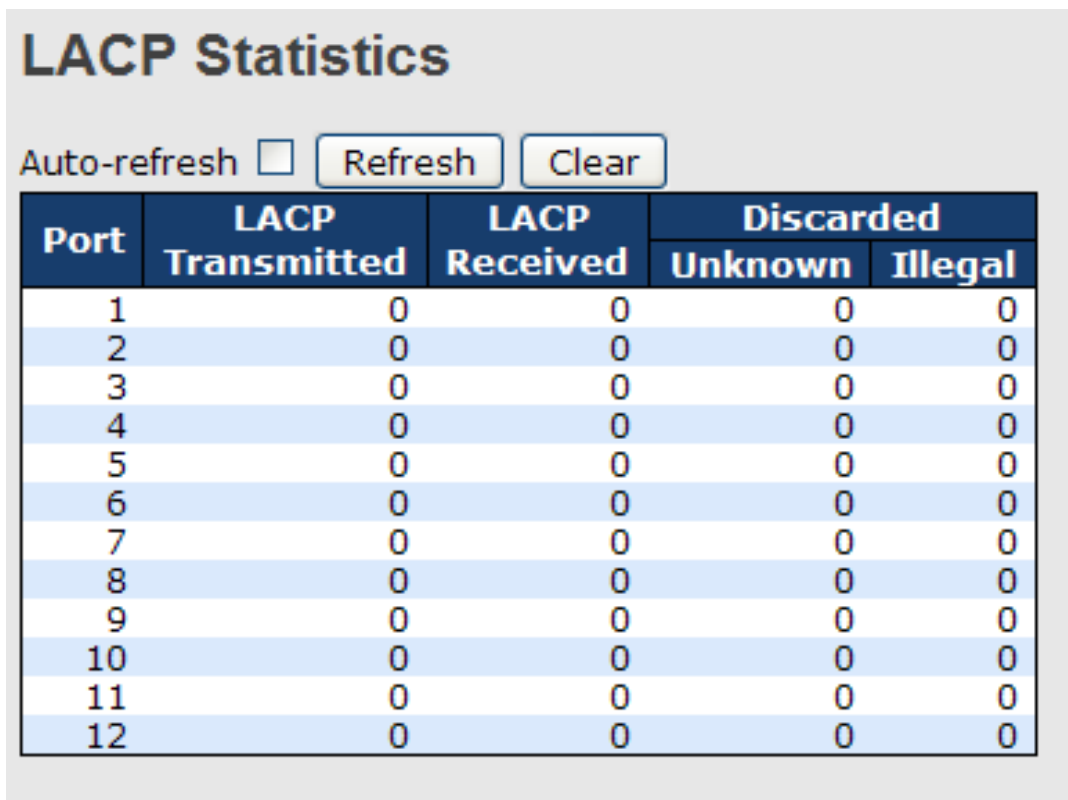 LACP Statistics
Auto-refresh Refresh Clear
Port LACP Transmitted LACP Received Discarded
Unknown Illegal
1 0 0 0 0
2 0 0 0 0
3 0 0 0 0
4 0 0 0 0
5 0 0 0 0
6 0 0 0 0
7 0 0 0 0
8 0 0 0 0
9 0 0 0 0
10 0 0 0 0
11 0 0 0 0
12 0 0 0 0